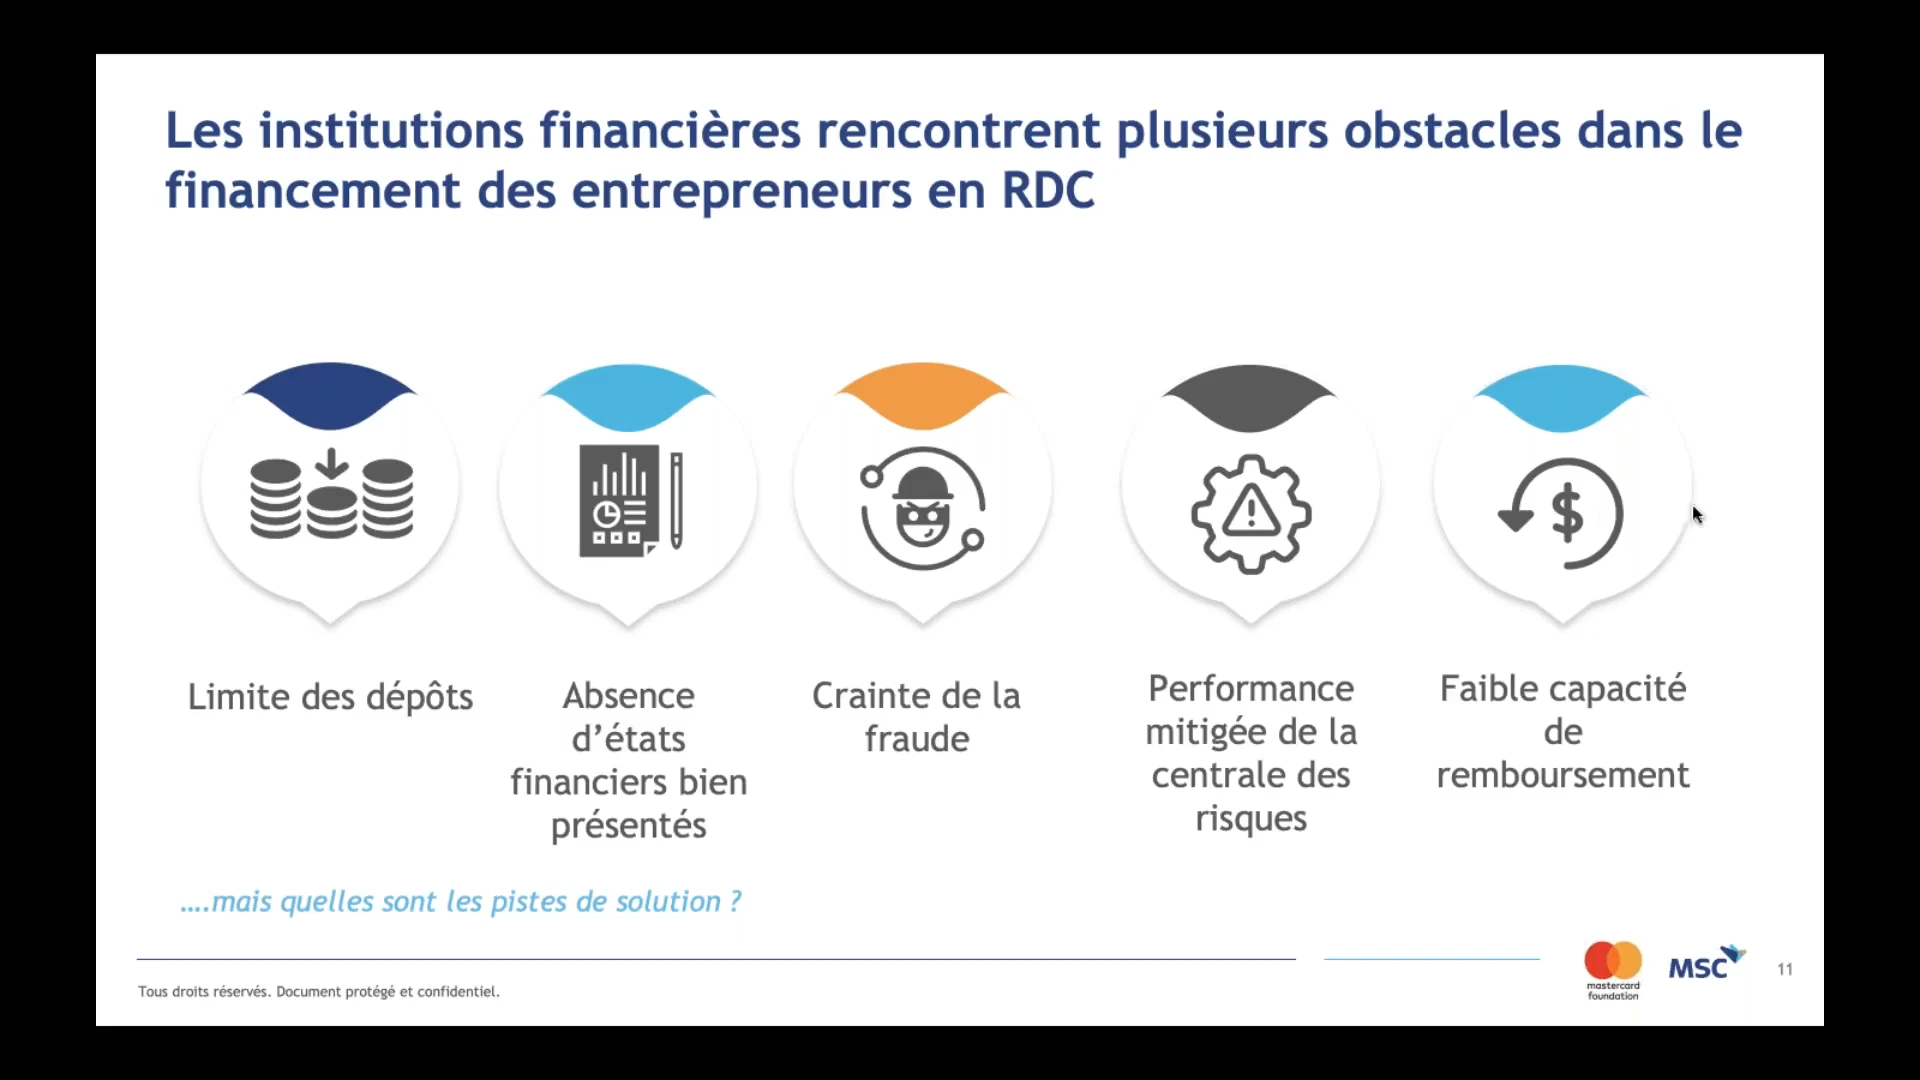 Les institutions financières rencontrent plusieurs obstacles dans le
financement des entrepreneurs en RDC
Limite des dépôts
Absence
d’états
financiers bien
présentés
Crainte de la
fraude
Performance
mitigée de la
centrale des
risques
Faible capacité
de
remboursement
$
....mais quelles sont les pistes de solution ?
Tous droits réservés. Document protégé et confidentiel.
mastercard
foundation
MSC
11